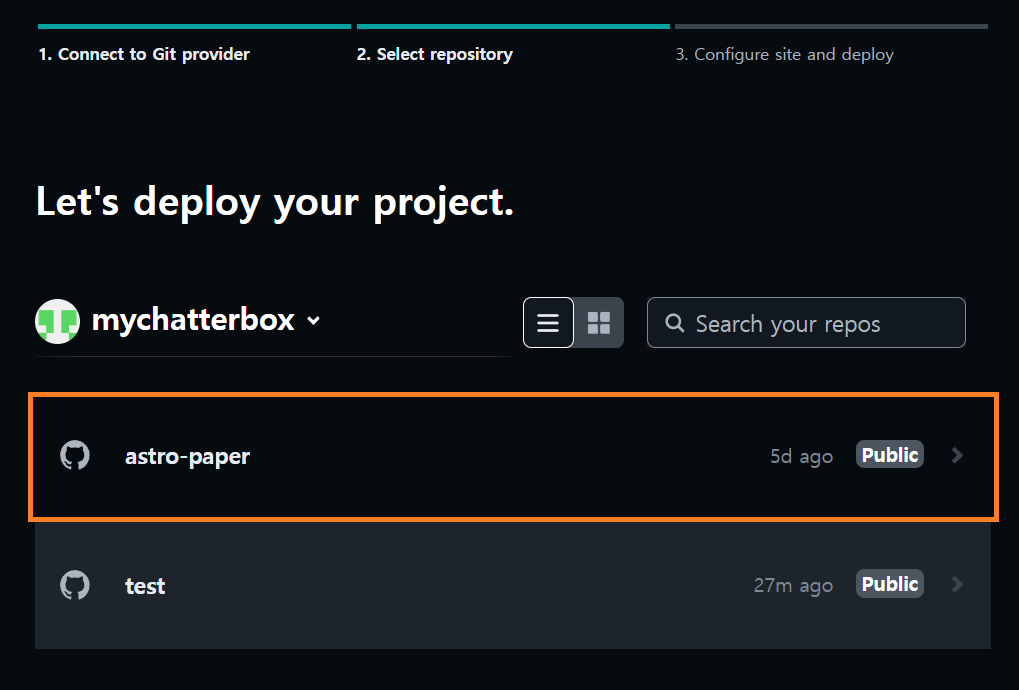 1. Connect to Git provider
2. Select repository
3. Configure site and deploy
Let's deploy your project.
mychatterbox
Search your repos
astro-paper
5d ago
Public
test
27m ago
Public